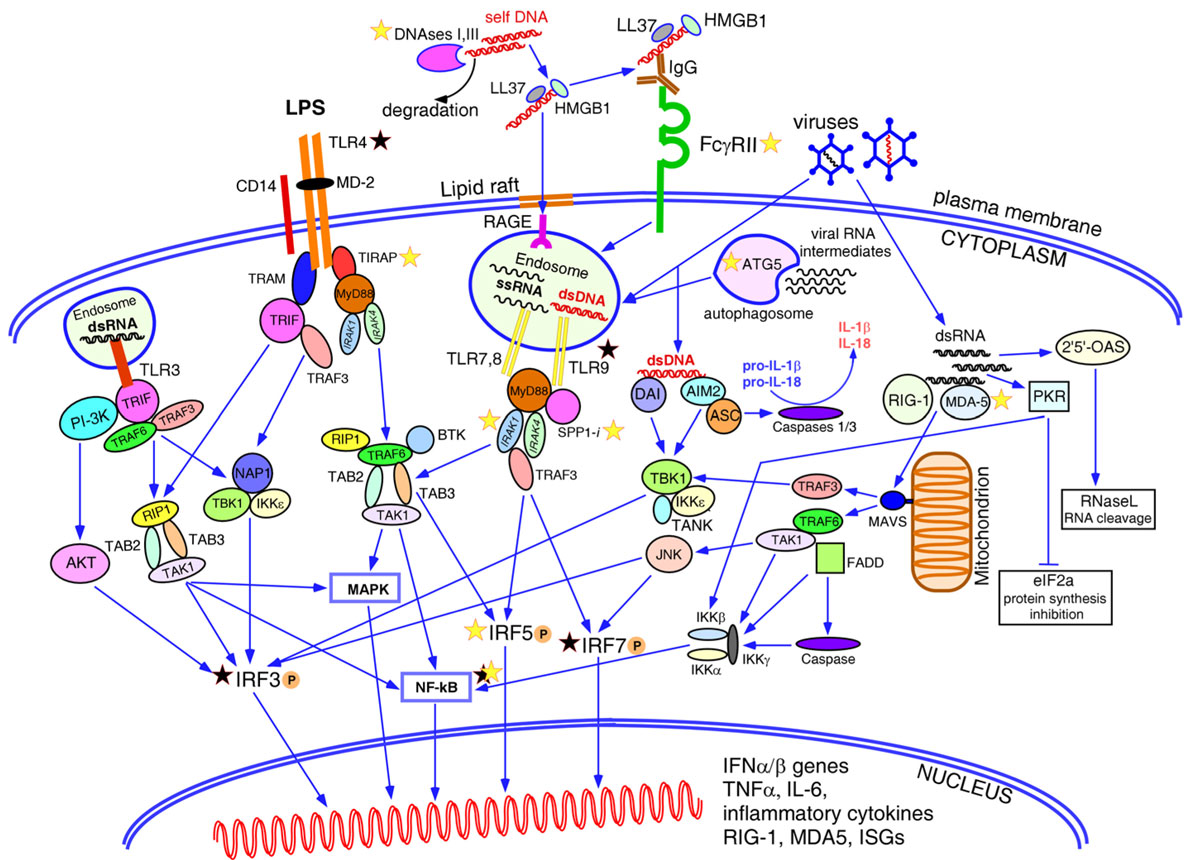 self DNA
DNAses I,III
degradation
LL37
HMGB1
LL37
HMGB1
IgG
FcγRII
viruses
LPS
TLR4
MD-2
CD14
Lipid raft
RAGE
plasma membrane
CYTOPLASM
TRAM
TIRAP
MyD88
IRAK1
IRAK4
TRIF
TRAF3
Endosome
dsRNA
TLR3
TRIF
PI-3K
TRAF6
TRAF3
Endosome
ssRNA
dsDNA
TLR7,8
TLR9
MyD88
SPP1-i
IRAK1
IRAK4
TRAF3
ATG5
autophagosome
viral RNA
intermediates
dsDNA
DAI
AIM2
ASC
pro-IL-1β
pro-IL-18
IL-1β
IL-18
Caspases 1/3
dsRNA
RIG-1
MDA-5
2'5'-OAS
PKR
RNaseL
RNA cleavage
eIF2a
protein synthesis
inhibition
Mitochondrion
MAVS
TRAF3
TRAF6
TAK1
FADD
Caspase
IKKβ
IKKα
IKKγ
TBK1
IKKε
TANK
JNK
RIP1
TRAF6
BTK
TAB2
TAB3
TAK1
NAP1
TBK1
IKKε
RIP1
TAB2
TAB3
TAK1
AKT
MAPK
IRF3
P
NF-kB
IRF5
P
IRF7
P
NUCLEUS
IFNα/β genes
TNFα, IL-6,
inflammatory cytokines
RIG-1, MDA5, ISGs